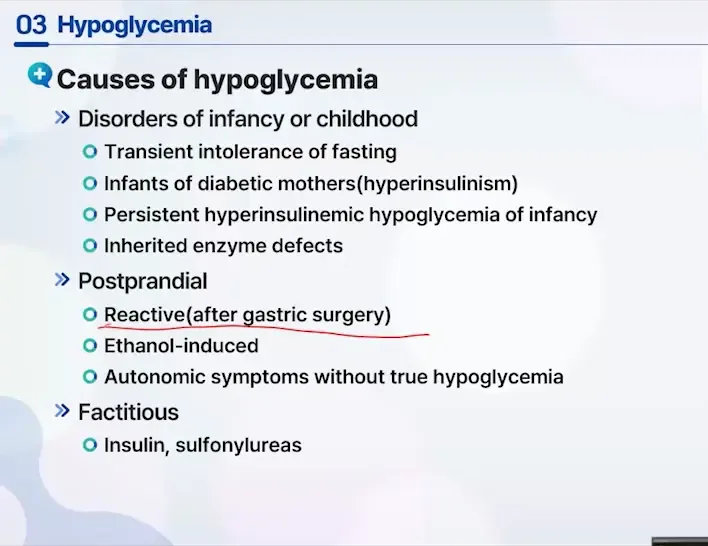 03 Hypoglycemia
Causes of hypoglycemia
Disorders of infancy or childhood
Transient intolerance of fasting
Infants of diabetic mothers(hyperinsulinism)
Persistent hyperinsulinemic hypoglycemia of infancy
Inherited enzyme defects
Postprandial
Reactive(after gastric surgery)
Ethanol-induced
Autonomic symptoms without true hypoglycemia
Factitious
Insulin, sulfonylureas